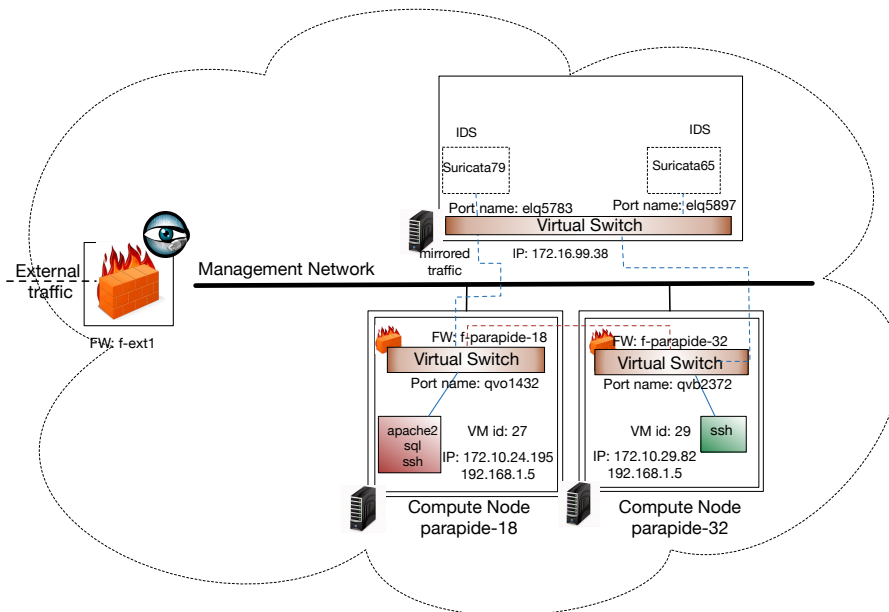 IDS
IDS
Suricata79
Suricata65
Port name: elq5783
Port name: elq5897
Virtual Switch
mirrored
traffic
IP: 172.16.99.38
External
traffic
Management Network
FW: f-ext1
FW: f-parapide-18
FW: f-parapide-32
Virtual Switch
Virtual Switch
Port name: qvo1432
Port name: qvb2372
apache2
sql
ssh
VM id: 27
IP: 172.10.24.195
192.168.1.5
VM id: 29
ssh
IP: 172.10.29.82
192.168.1.5
Compute Node
parapide-18
Compute Node
parapide-32